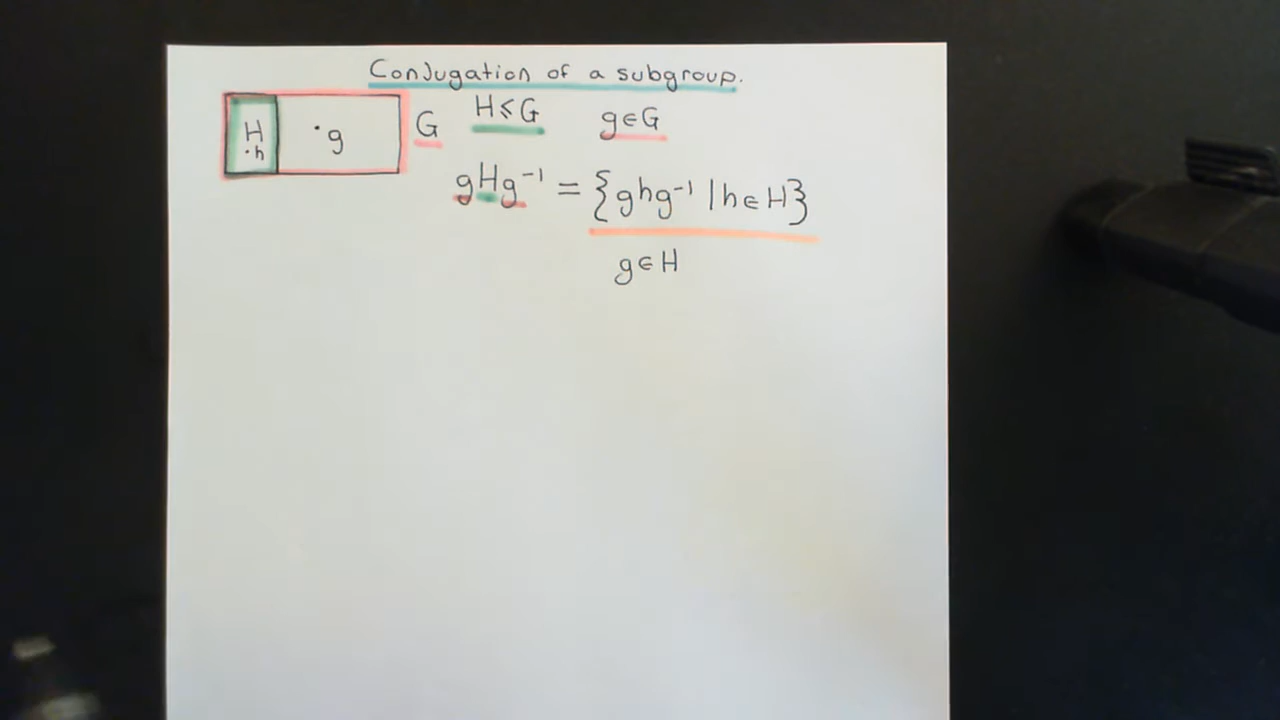 Conjugation of a subgroup.
H ·h ·g G H≤G g∈G
gHg⁻¹ = {ghg⁻¹ | h∈H}
g∈H